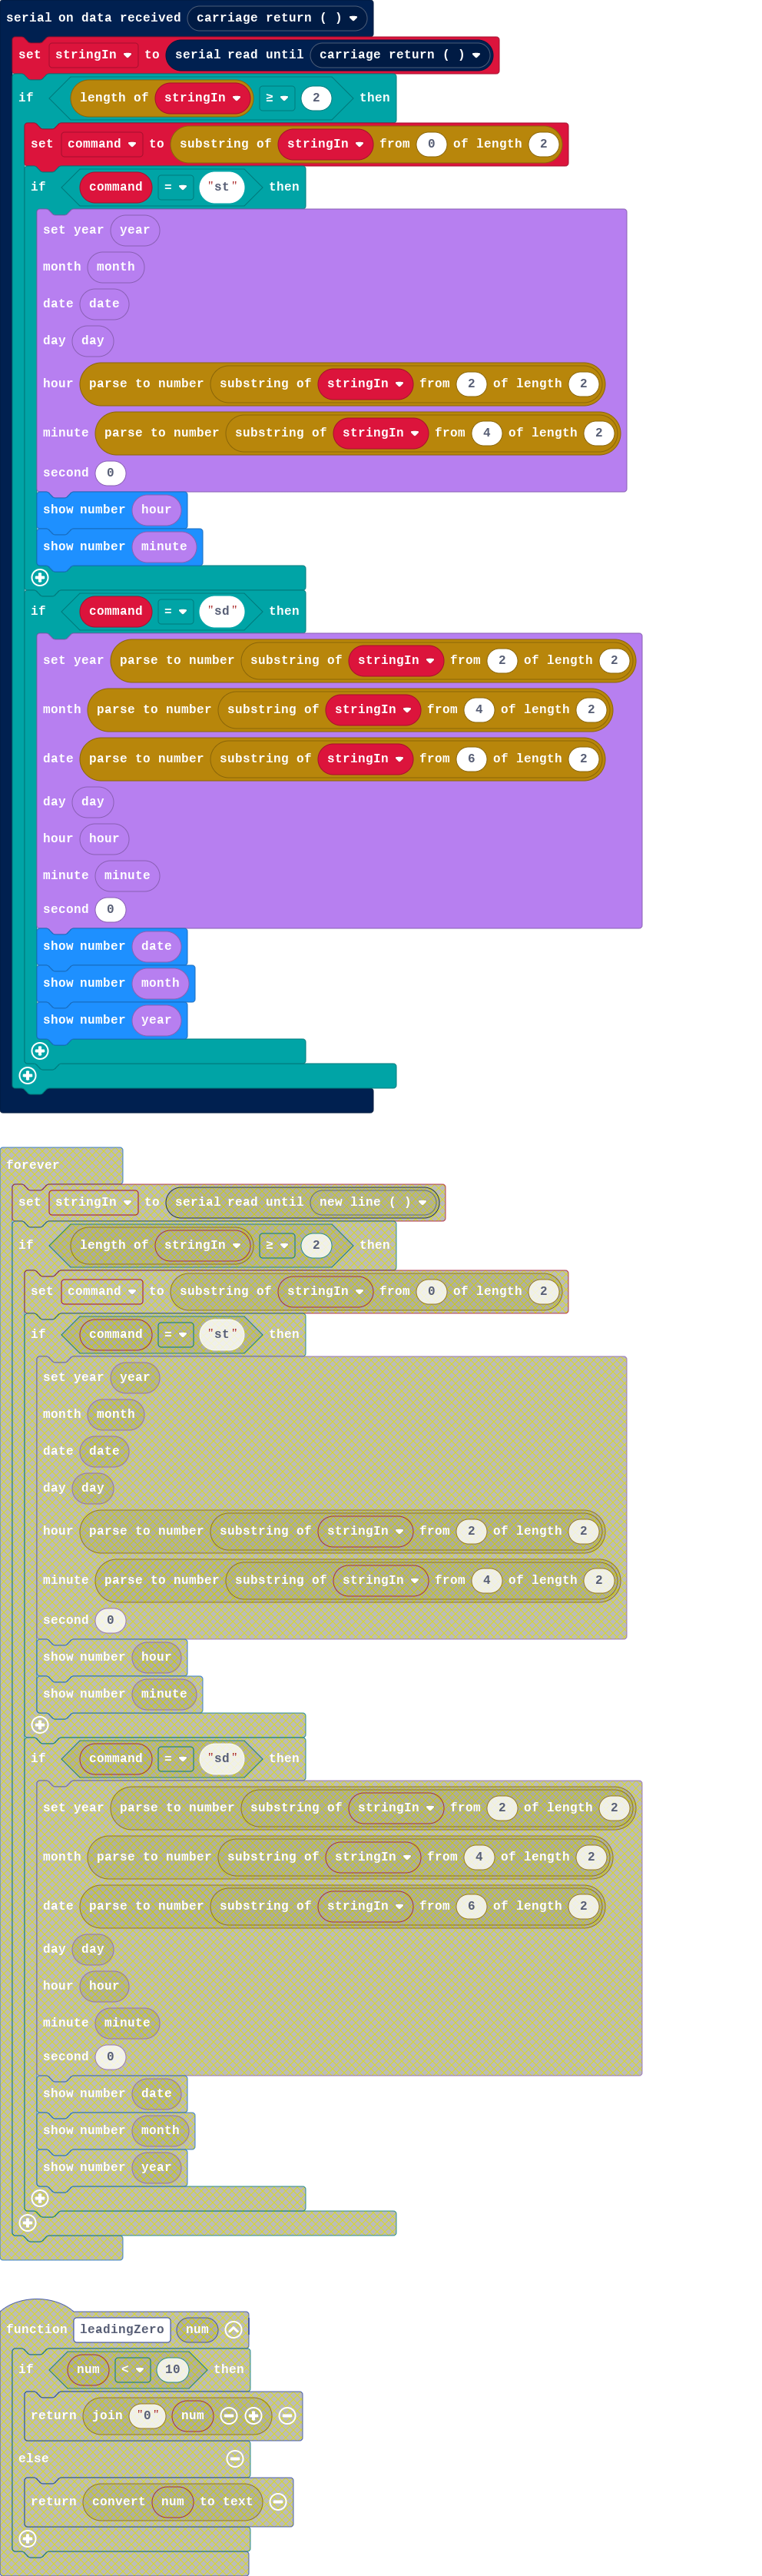 serial on data received carriage return ( )
set stringIn to serial read until carriage return ( )
if length of stringIn ≥ 2 then
set command to substring of stringIn from 0 of length 2
if command = "st" then
set year year
month month
date date
day day
hour parse to number substring of stringIn from 2 of length 2
minute parse to number substring of stringIn from 4 of length 2
second 0
show number hour
show number minute
if command = "sd" then
set year parse to number substring of stringIn from 2 of length 2
month parse to number substring of stringIn from 4 of length 2
date parse to number substring of stringIn from 6 of length 2
day day
hour hour
minute minute
second 0
show number date
show number month
show number year
forever
set stringIn to serial read until new line ( )
if length of stringIn ≥ 2 then
set command to substring of stringIn from 0 of length 2
if command = "st" then
set year year
month month
date date
day day
hour parse to number substring of stringIn from 2 of length 2
minute parse to number substring of stringIn from 4 of length 2
second 0
show number hour
show number minute
if command = "sd" then
set year parse to number substring of stringIn from 2 of length 2
month parse to number substring of stringIn from 4 of length 2
date parse to number substring of stringIn from 6 of length 2
day day
hour hour
minute minute
second 0
show number date
show number month
show number year
function leadingZero num
if num < 10 then
return join "0" num
else
return convert num to text